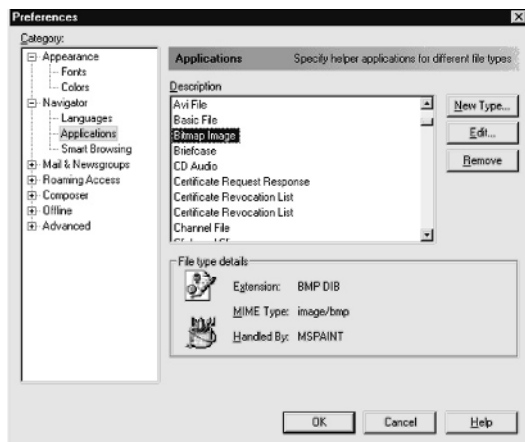 Preferences
Category:
Appearance
Fonts
Colors
Navigator
Languages
Applications
Smart Browsing
Mail & Newsgroups
Roaming Access
Composer
Offline
Advanced
Applications Specify helper applications for different file types
Description
Avi File
Basic File
Bitmap Image
Briefcase
CD Audio
Certificate Request Response
Certificate Revocation List
Certificate Revocation List
Channel File
New Type...
Edit...
Remove
File type details
Extension: BMP DIB
MIME Type: image/bmp
Handled By: MSPAINT
OK Cancel Help